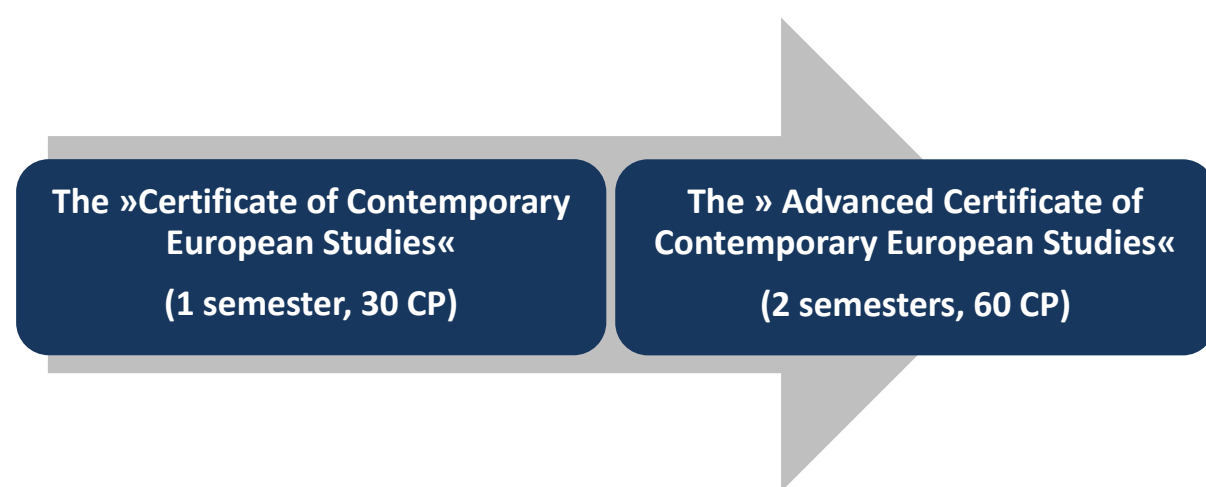 The »Certificate of Contemporary
European Studies«
(1 semester, 30 CP)
The » Advanced Certificate of
Contemporary European Studies«
(2 semesters, 60 CP)